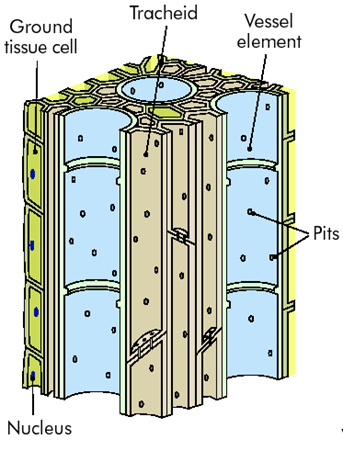 Tracheid
Ground
tissue cell
Vessel
element
Pits
Nucleus